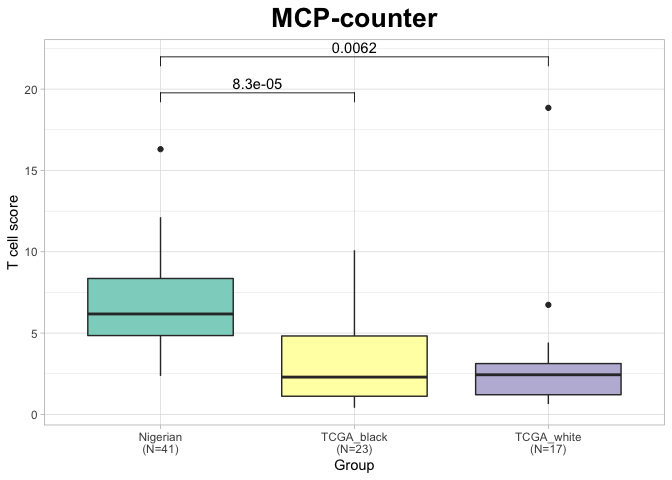 MCP-counter
0.0062
8.3e-05
20
15
10
5
0
T cell score
Nigerian
(N=41)
TCGA_black
(N=23)
TCGA_white
(N=17)
Group